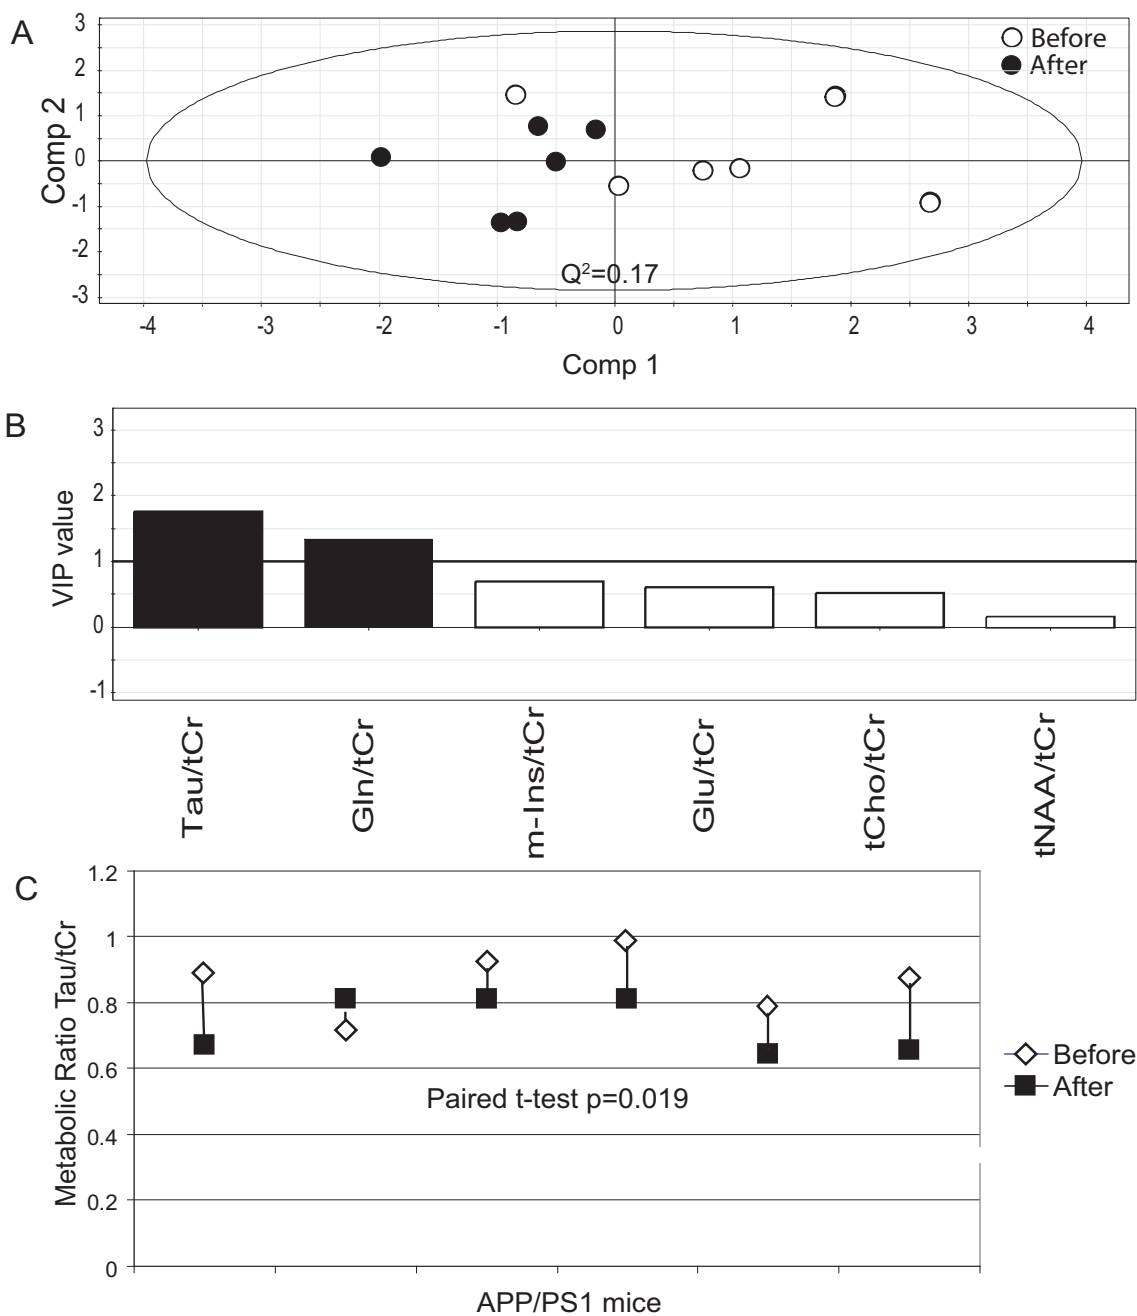 A
3
2
1
0
-1
-2
-3
Comp 2
Before
After
Q²=0.17
-4 -3 -2 -1 0 1 2 3 4
Comp 1
B
3
2
1
0
-1
VIP value
Tau/tCr
Gln/tCr
m-Ins/tCr
Glu/tCr
tCho/tCr
tNAA/tCr
C
1.2
1
0.8
0.6
0.4
0.2
0
Metabolic Ratio Tau/tCr
Paired t-test p=0.019
Before
After
APP/PS1 mice